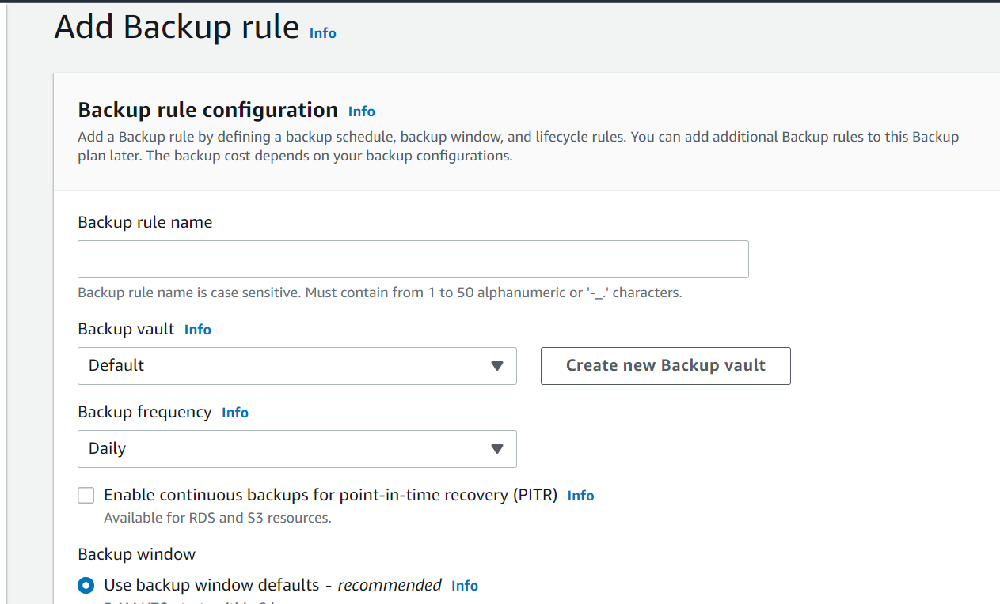 Add Backup rule Info
Backup rule configuration Info
Add a Backup rule by defining a backup schedule, backup window, and lifecycle rules. You can add additional Backup rules to this Backup
plan later. The backup cost depends on your backup configurations.
Backup rule name
Backup rule name is case sensitive. Must contain from 1 to 50 alphanumeric or '-_.' characters.
Backup vault Info
Default
Create new Backup vault
Backup frequency Info
Daily
Enable continuous backups for point-in-time recovery (PITR) Info
Available for RDS and S3 resources.
Backup window
Use backup window defaults - recommended Info